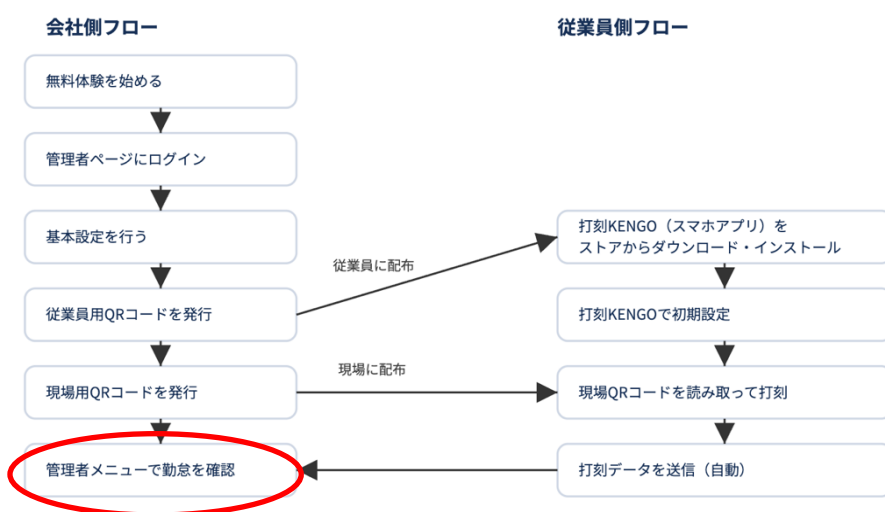 会社側フロー
無料体験を始める
管理者ページにログイン
基本設定を行う
従業員用QRコードを発行
現場用QRコードを発行
管理者メニューで勤怠を確認
従業員に配布
現場に配布
従業員側フロー
打刻KENGO（スマホアプリ）を
ストアからダウンロード・インストール
打刻KENGOで初期設定
現場QRコードを読み取って打刻
打刻データを送信（自動）